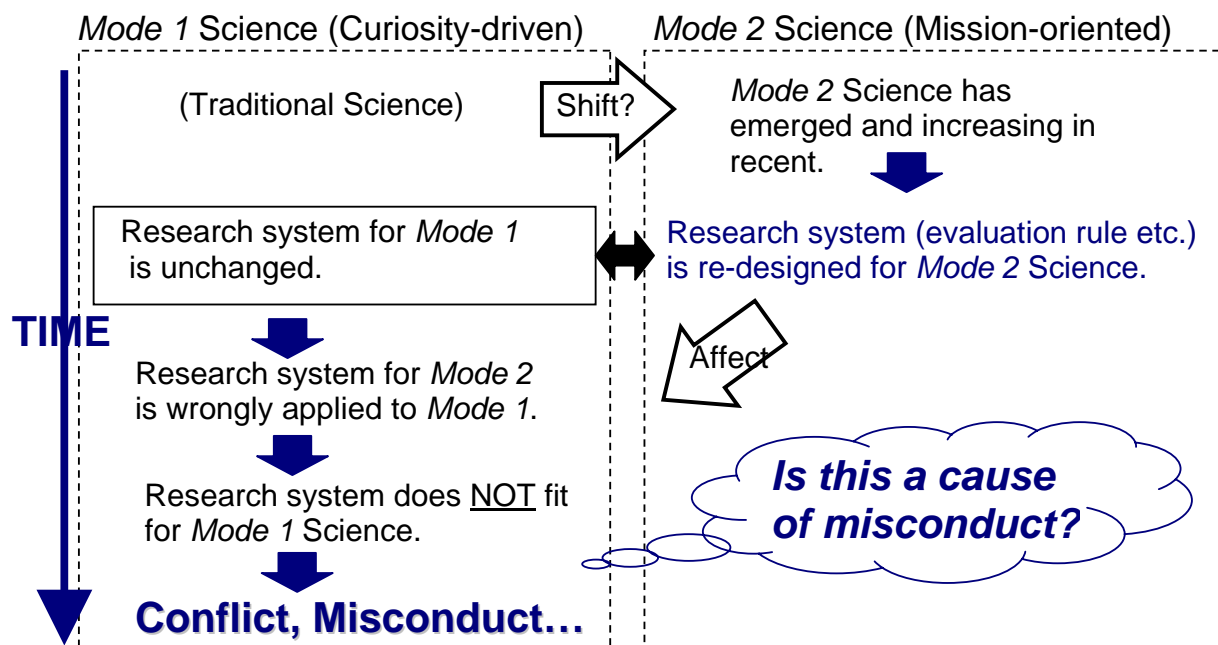 Mode 1 Science (Curiosity-driven)
Mode 2 Science (Mission-oriented)
(Traditional Science)
Shift?
Mode 2 Science has
emerged and increasing in
recent.
Research system for Mode 1
is unchanged.
Research system (evaluation rule etc.)
is re-designed for Mode 2 Science.
TIME
Affect
Research system for Mode 2
is wrongly applied to Mode 1.
Research system does NOT fit
for Mode 1 Science.
Is this a cause
of misconduct?
Conflict, Misconduct…